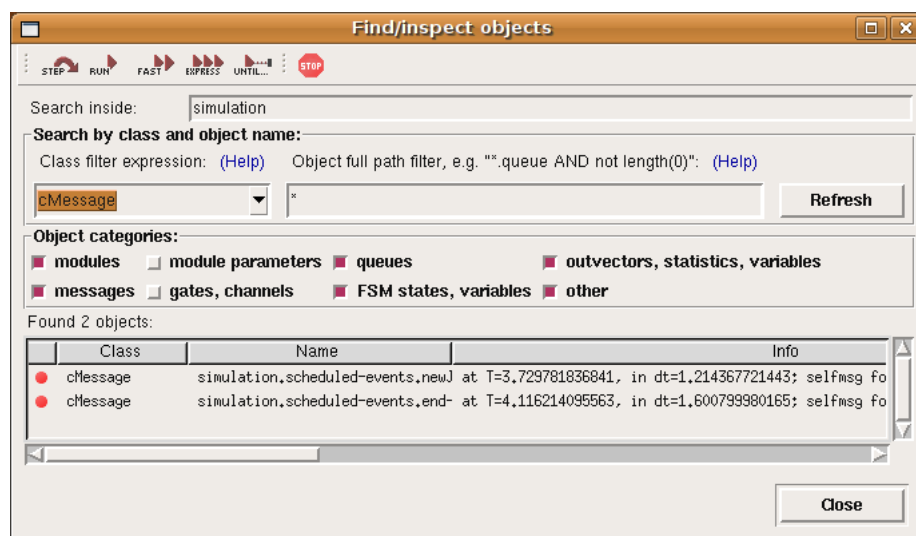 Find/inspect objects
STEP RUN FAST EXPRESS UNTIL... STOP
Search inside: simulation
Search by class and object name:
Class filter expression: (Help) Object full path filter, e.g. "*.queue AND not length(0)": (Help)
cMessage * Refresh
Object categories:
modules module parameters queues outvectors, statistics, variables
messages gates, channels FSM states, variables other
Found 2 objects:
Class Name Info
cMessage simulation.scheduled-events.newJ at T=3.729781836841, in dt=1.214367721443; selfmsg fo
cMessage simulation.scheduled-events.end- at T=4.116214095563, in dt=1.600799980165; selfmsg fo
Close